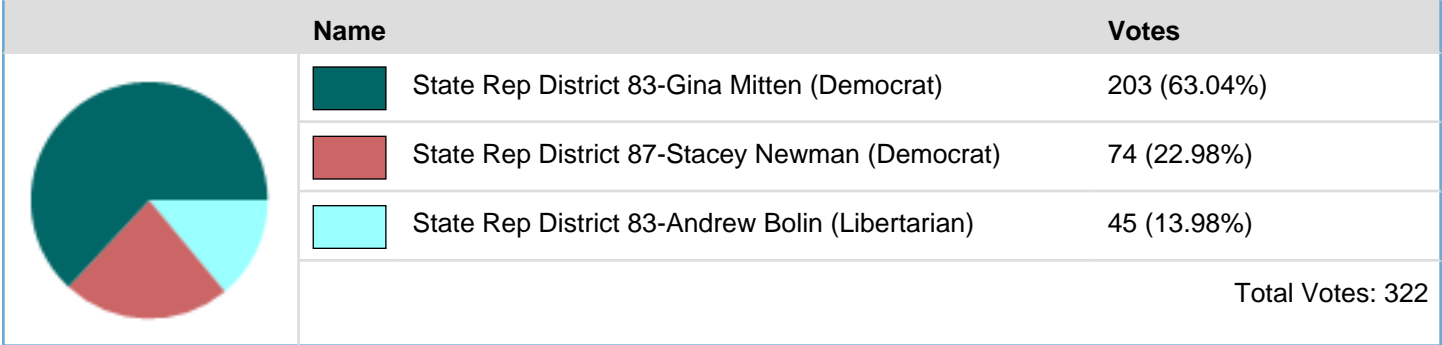 Name Votes
State Rep District 83-Gina Mitten (Democrat) 203 (63.04%)
State Rep District 87-Stacey Newman (Democrat) 74 (22.98%)
State Rep District 83-Andrew Bolin (Libertarian) 45 (13.98%)
Total Votes: 322